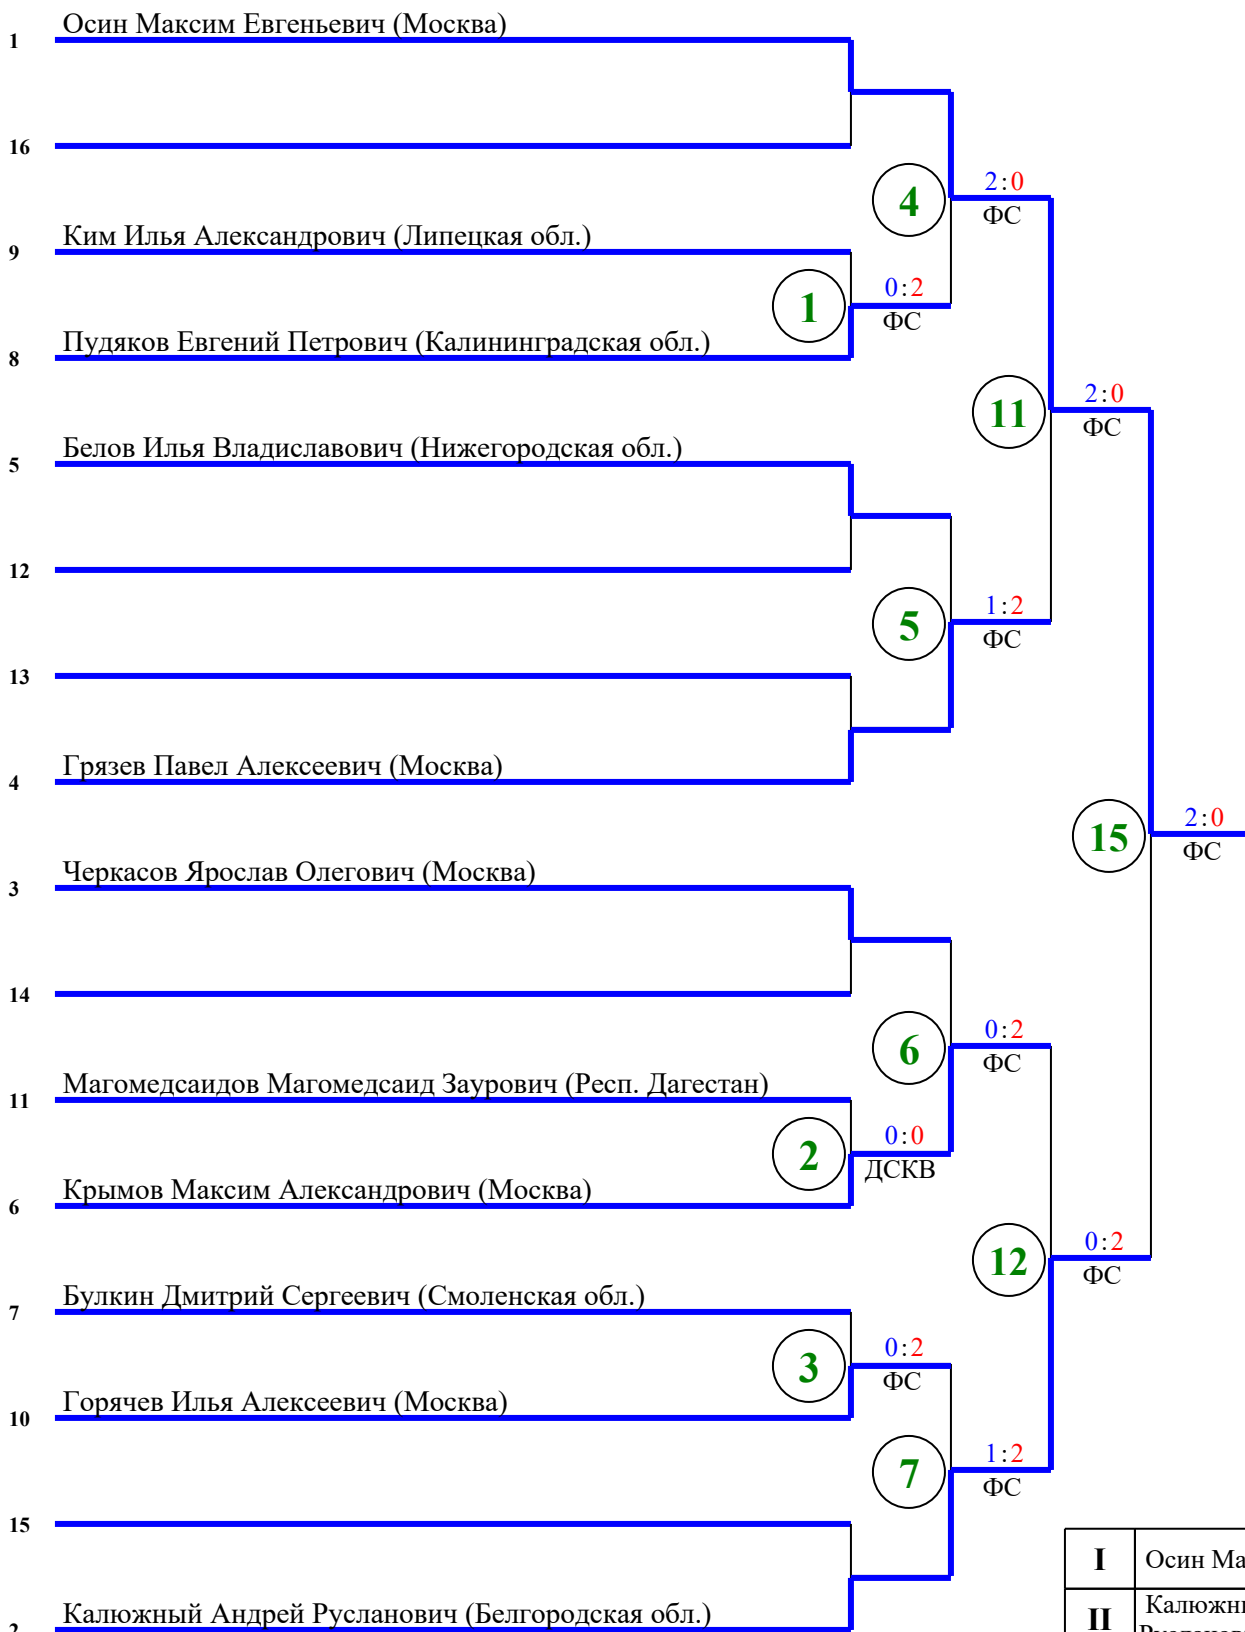 Осин Максим Евгеньевич (Москва)
1
16
4
2:0
ФС
Ким Илья Александрович (Липецкая обл.)
9
1
0:2
ФС
Пудяков Евгений Петрович (Калининградская обл.)
8
11
2:0
ФС
Белов Илья Владиславович (Нижегородская обл.)
5
12
5
1:2
ФС
13
Грязев Павел Алексеевич (Москва)
4
15
2:0
ФС
Черкасов Ярослав Олегович (Москва)
3
14
6
0:2
ФС
Магомедсаидов Магомедсаид Заурович (Респ. Дагестан)
11
2
0:0
ДСКВ
Крымов Максим Александрович (Москва)
6
12
0:2
ФС
Булкин Дмитрий Сергеевич (Смоленская обл.)
7
3
0:2
ФС
Горячев Илья Алексеевич (Москва)
10
7
1:2
ФС
15
I Осин Ма
Калюжный Андрей Русланович (Белгородская обл.)
2
II Калюжн